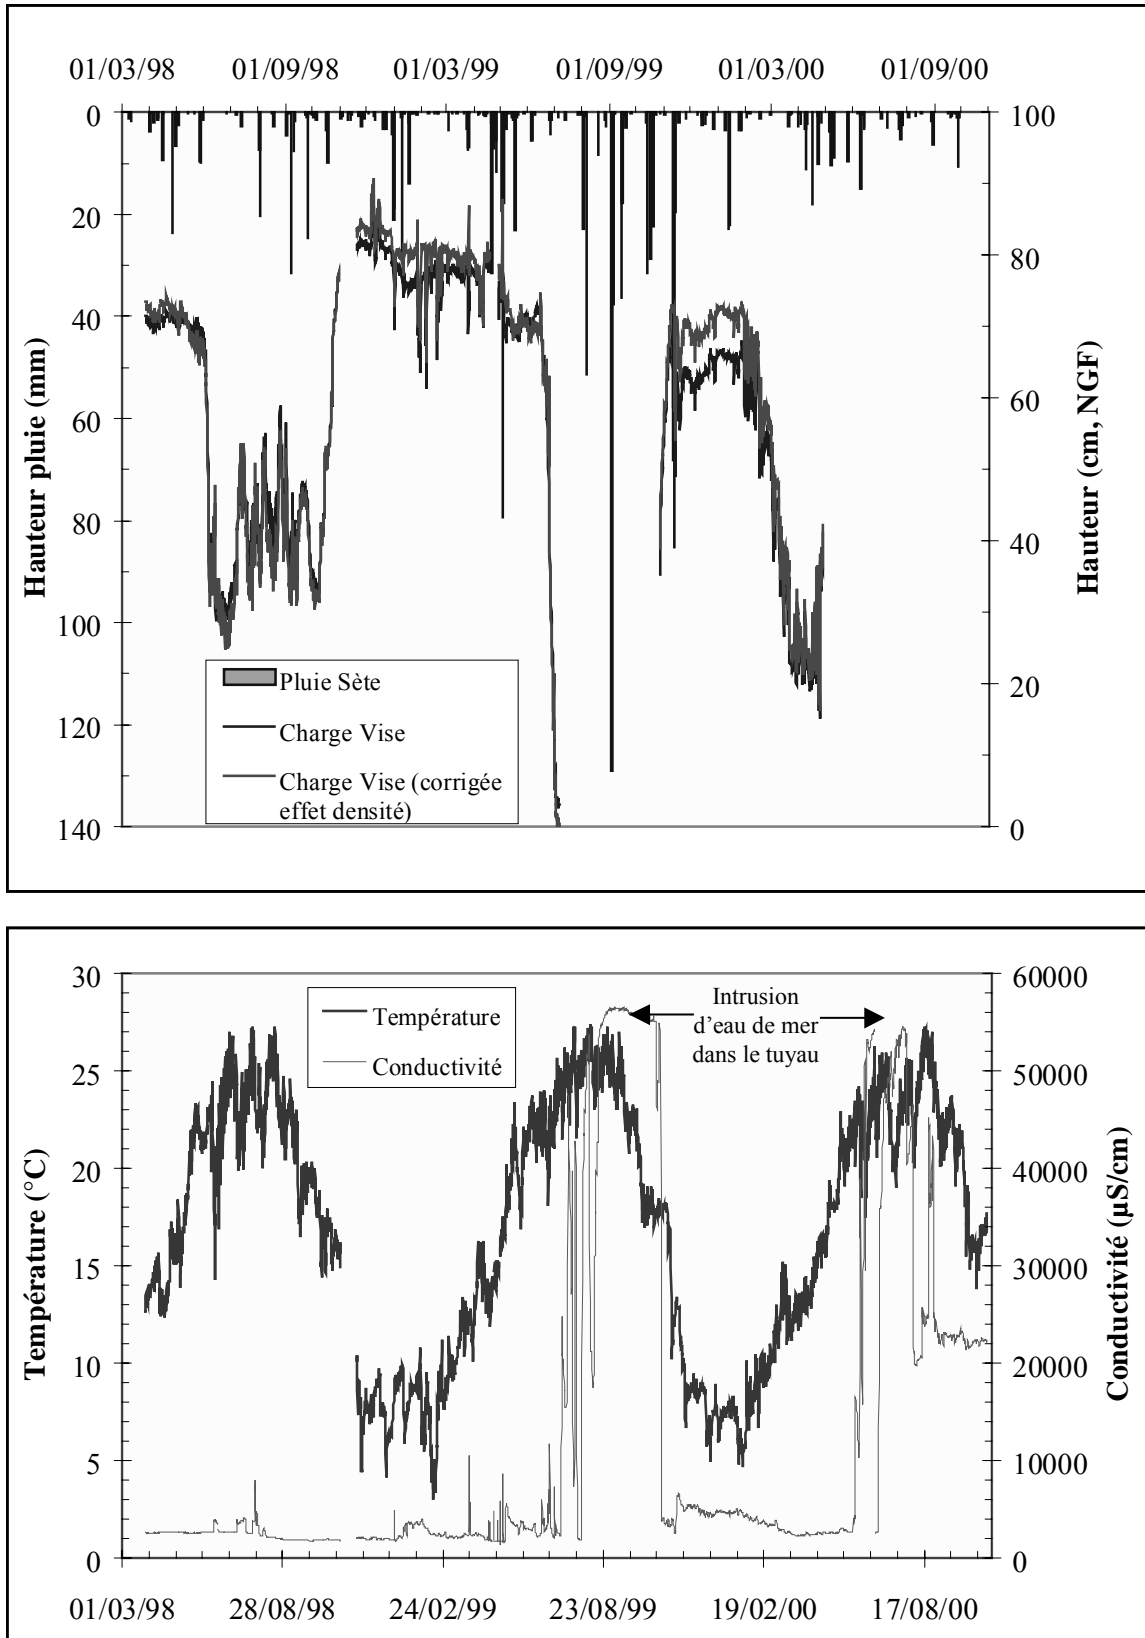 01/03/98 01/09/98 01/03/99 01/09/99 01/03/00 01/09/00
0
20
40
60
80
100
120
140
Hauteur pluie (mm)
100
80
60
40
20
0
Hauteur (cm, NGF)
Pluie Sète
Charge Vise
Charge Vise (corrigée
effet densité)
30
25
20
15
10
5
0
Température (°C)
60000
50000
40000
30000
20000
10000
0
Conductivité (µS/cm)
Température
Conductivité
Intrusion
d'eau de mer
dans le tuyau
01/03/98 28/08/98 24/02/99 23/08/99 19/02/00 17/08/00